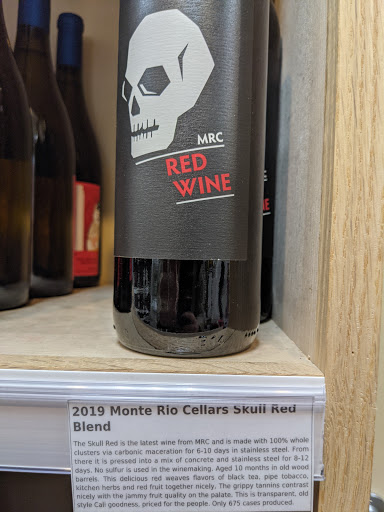 MRC
RED
WINE
2019 Monte Rio Cellars Skull Red
Blend
The Skull Red is the latest wine from MRC and is made with 100% whole
clusters via carbonic maceration for 6-10 days in stainless steel. From
there it is pressed into a mix of concrete and stainless steel for 8-12
days. No sulfur is used in the winemaking. Aged 10 months in old wood
barrels. This delicious red weaves flavors of black tea, pipe tobacco,
kitchen herbs and red fruit together nicely. The grippy tannins contrast
nicely with the jammy fruit quality on the palate. This is transparent, old
style Cali goodness, priced for the people. Only 675 cases produced.